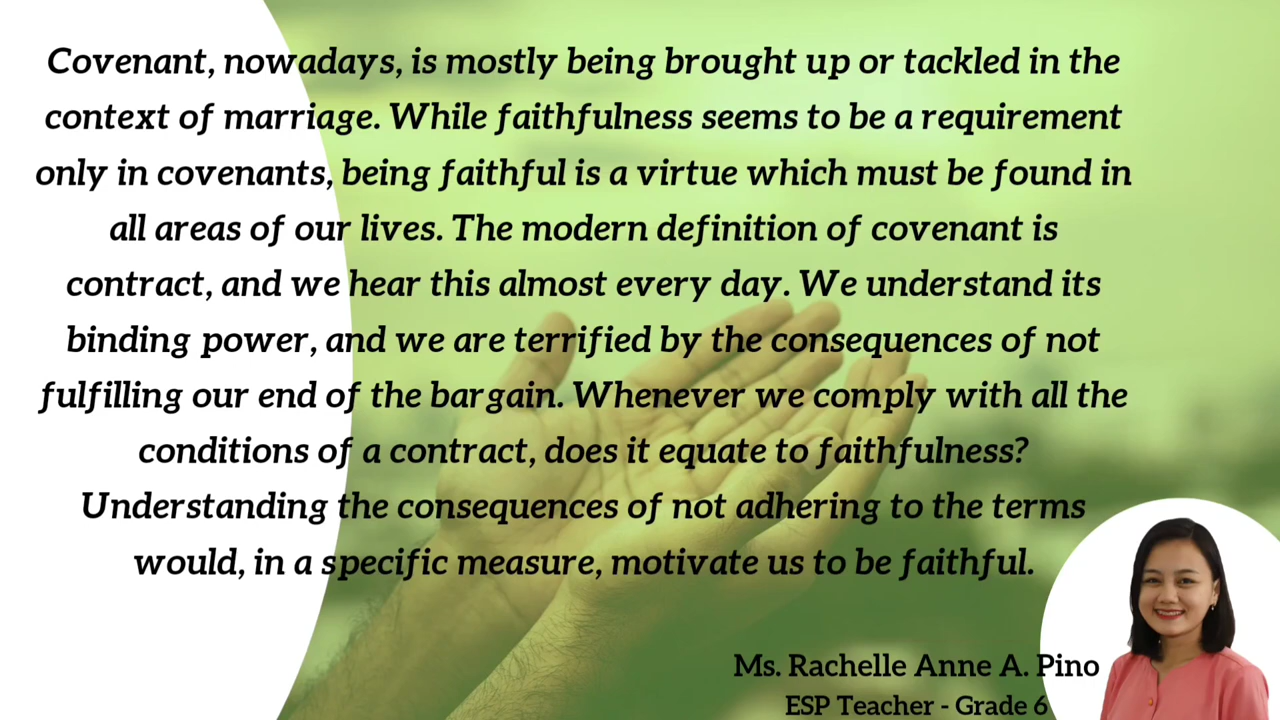 Covenant, nowadays, is mostly being brought up or tackled in the
context of marriage. While faithfulness seems to be a requirement
only in covenants, being faithful is a virtue which must be found in
all areas of our lives. The modern definition of covenant is
contract, and we hear this almost every day. We understand its
binding power, and we are terrified by the consequences of not
fulfilling our end of the bargain. Whenever we comply with all the
conditions of a contract, does it equate to faithfulness?
Understanding the consequences of not adhering to the terms
would, in a specific measure, motivate us to be faithful.
Ms. Rachelle Anne A. Pino
ESP Teacher - Grade 6